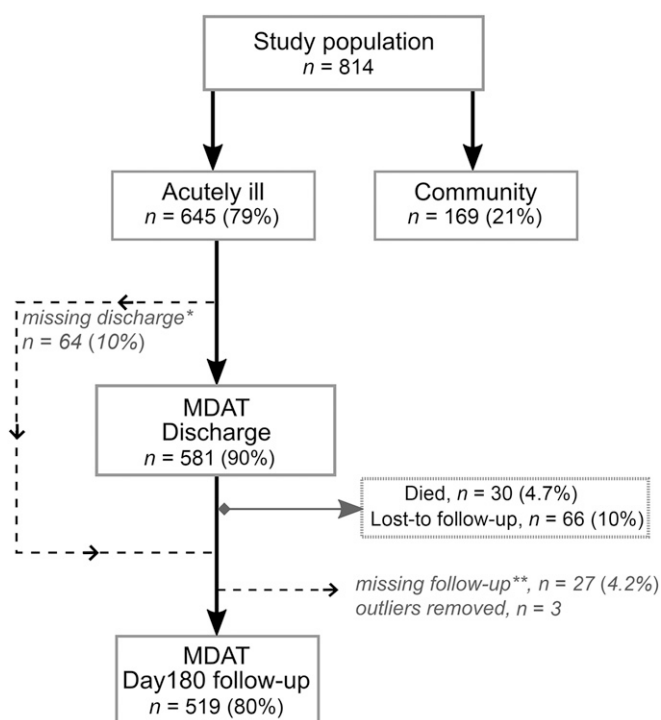 Study population
n = 814
Acutely ill
n = 645 (79%)
Community
n = 169 (21%)
missing discharge*
n = 64 (10%)
MDAT
Discharge
n = 581 (90%)
Died, n = 30 (4.7%)
Lost-to follow-up, n = 66 (10%)
missing follow-up**, n = 27 (4.2%)
outliers removed, n = 3
MDAT
Day180 follow-up
n = 519 (80%)